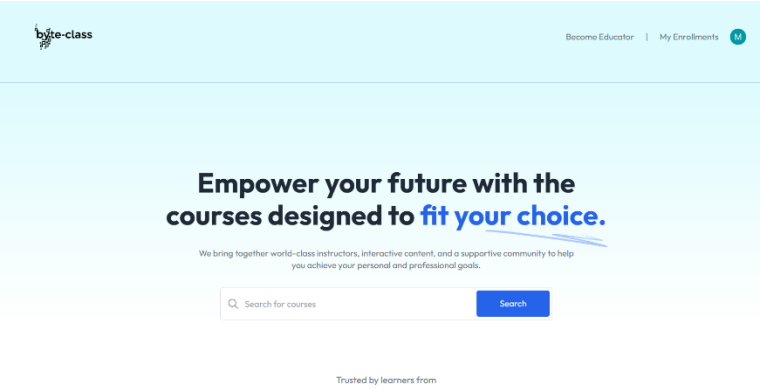 byte-class
Become Educator | My Enrollments M
Empower your future with the
courses designed to fit your choice.
We bring together world-class instructors, interactive content, and a supportive community to help
you achieve your personal and professional goals.
Search for courses Search
Trusted by learners from